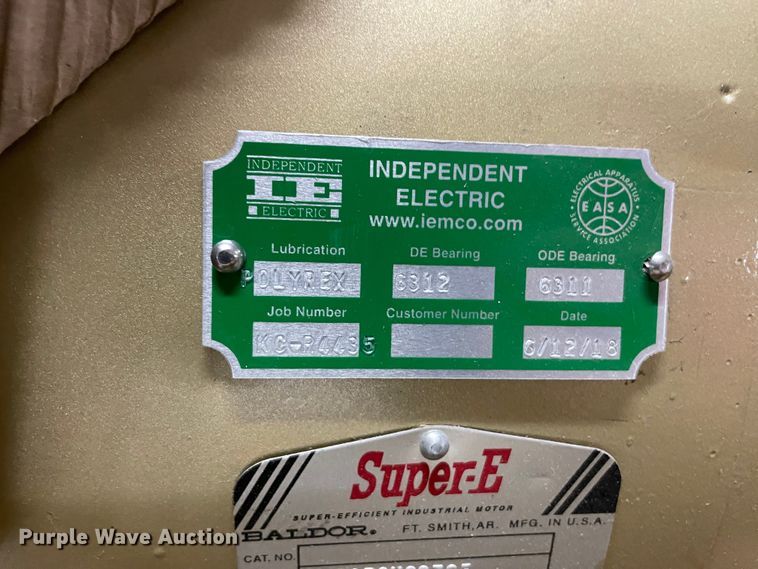 INDEPENDENT
IE
ELECTRIC
INDEPENDENT
ELECTRIC
www.iemco.com
ELECTRICAL APPARATUS
EASA
SERVICE ASSOCIATION
Lubrication DE Bearing ODE Bearing
POLYREX 6312 6311
Job Number Customer Number Date
KC-R4435 6/12/18
Super-E
SUPER-EFFICIENT INDUSTRIAL MOTOR
BALDOR® FT. SMITH, AR. MFG. IN U.S.A.
CAT. NO.
Purple Wave Auction